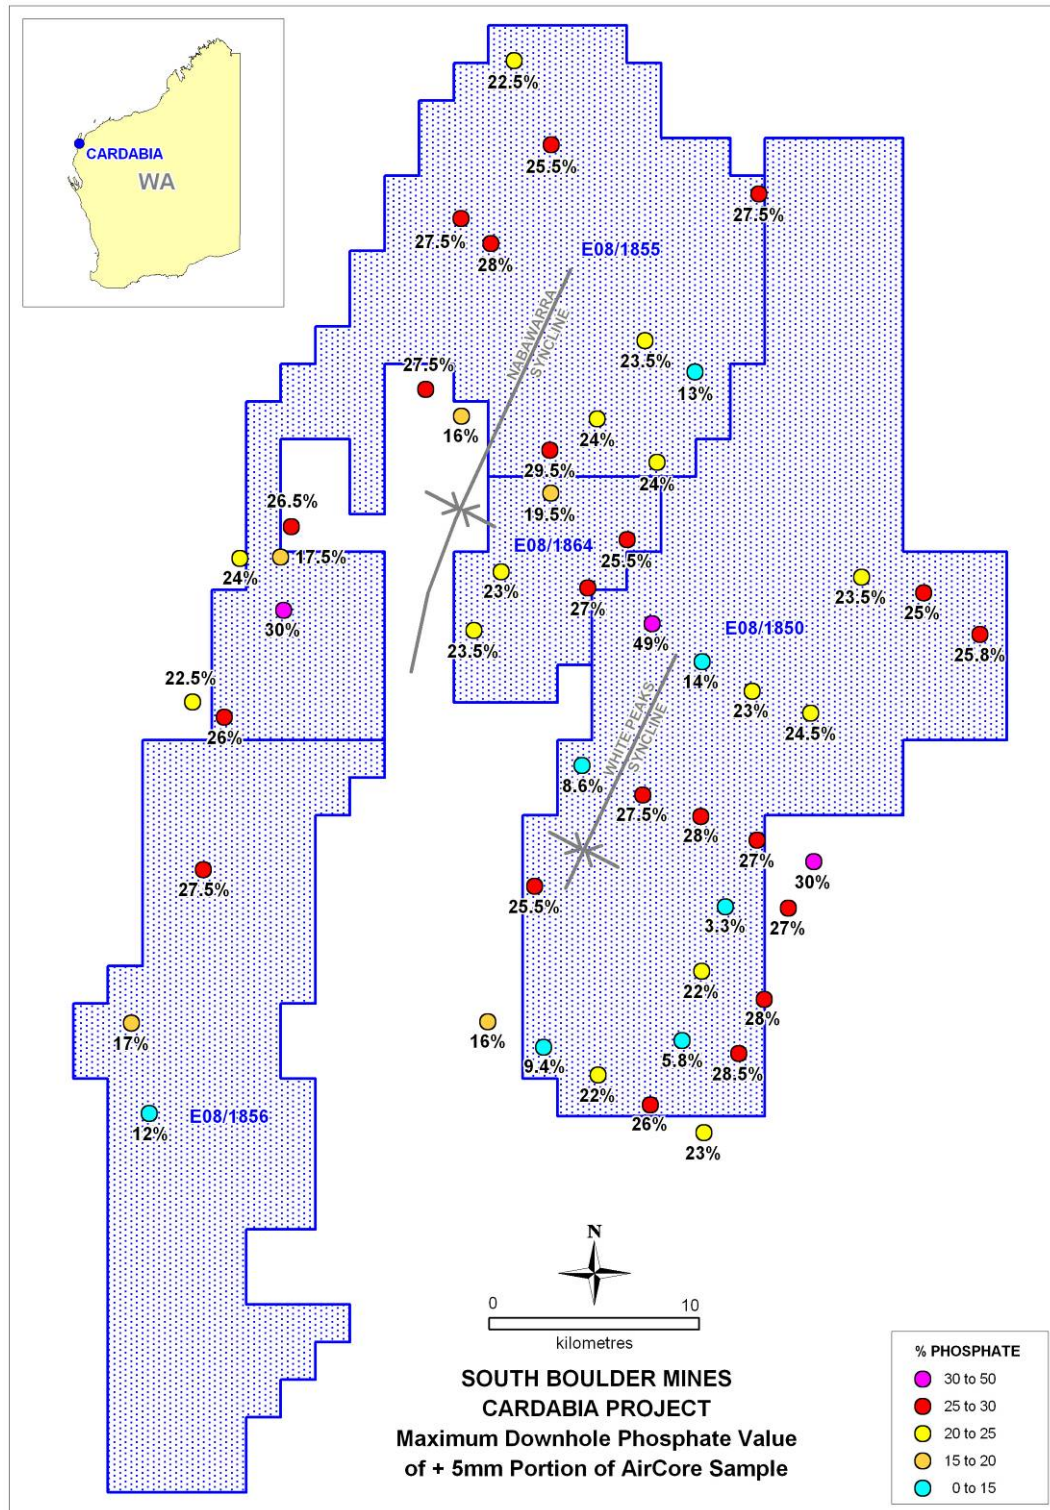 CARDABIA
WA
22.5%
25.5%
27.5%
27.5%
28%
E08/1855
NABAWARRA
SYNCLINE
23.5%
13%
27.5%
16%
24%
29.5%
24%
19.5%
26.5%
E08/1864
25.5%
17.5%
24%
23%
27%
23.5%
25%
30%
49%
E08/1850
23.5%
25.8%
14%
22.5%
26%
23%
24.5%
WHITE PEAKS
SYNCLINE
8.6%
27.5%
28%
27%
30%
27.5%
25.5%
3.3%
27%
22%
28%
17%
16%
9.4%
5.8%
28.5%
22%
E08/1856
12%
26%
23%
N
0 10
kilometres
SOUTH BOULDER MINES
CARDABIA PROJECT
Maximum Downhole Phosphate Value
of + 5mm Portion of AirCore Sample
% PHOSPHATE
30 to 50
25 to 30
20 to 25
15 to 20
0 to 15